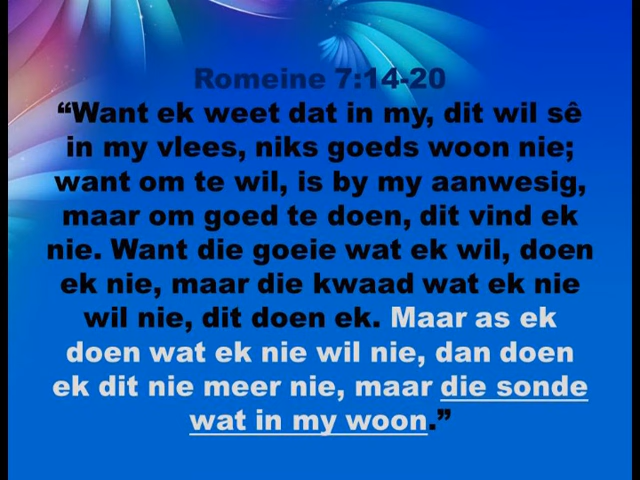 Romeine 7:14-20
“Want ek weet dat in my, dit wil sê
in my vlees, niks goeds woon nie;
want om te wil, is by my aanwesig,
maar om goed te doen, dit vind ek
nie. Want die goeie wat ek wil, doen
ek nie, maar die kwaad wat ek nie
wil nie, dit doen ek. Maar as ek
doen wat ek nie wil nie, dan doen
ek dit nie meer nie, maar die sonde
wat in my woon.”